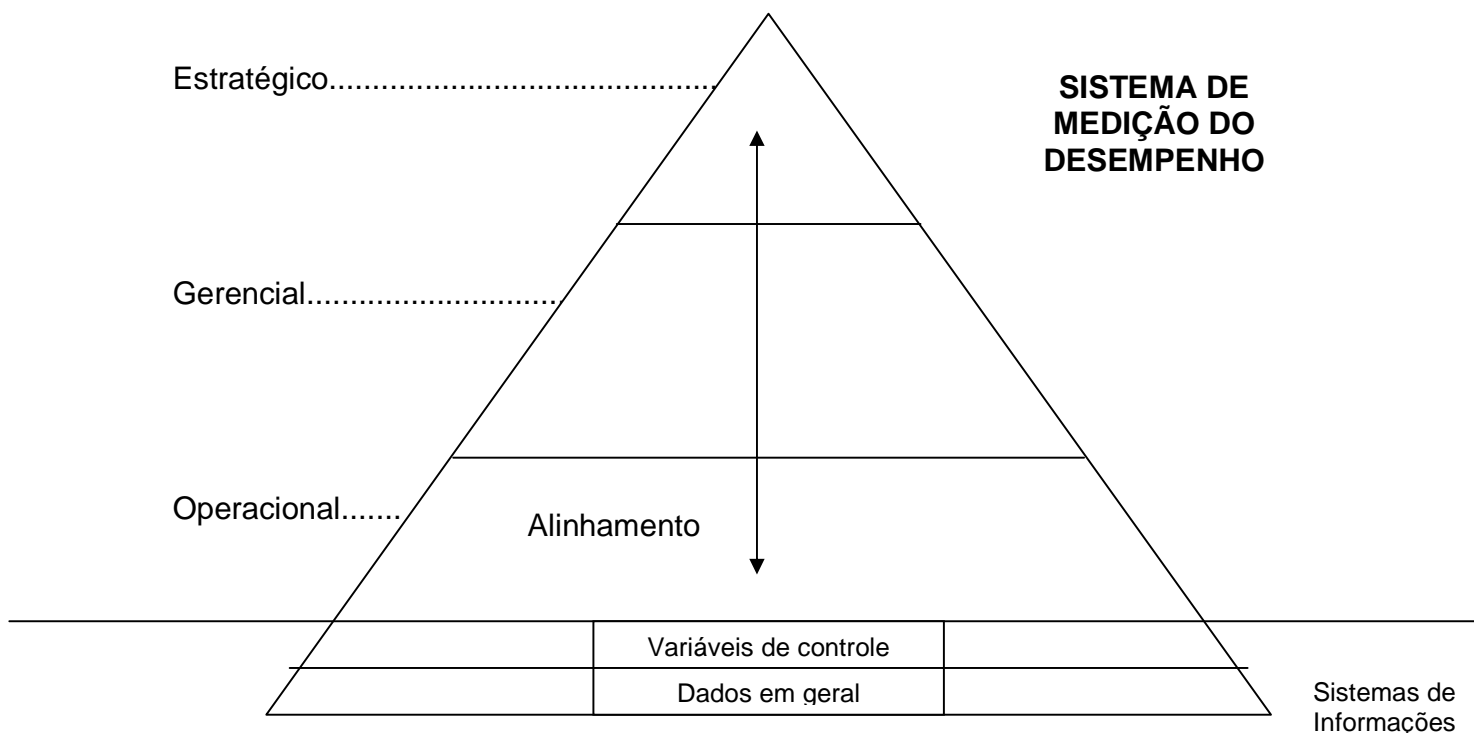 Estratégico.............................................
SISTEMA DE
MEDIÇÃO DO
DESEMPENHO
Gerencial..............................
Operacional.......
Alinhamento
Variáveis de controle
Dados em geral
Sistemas de
Informações